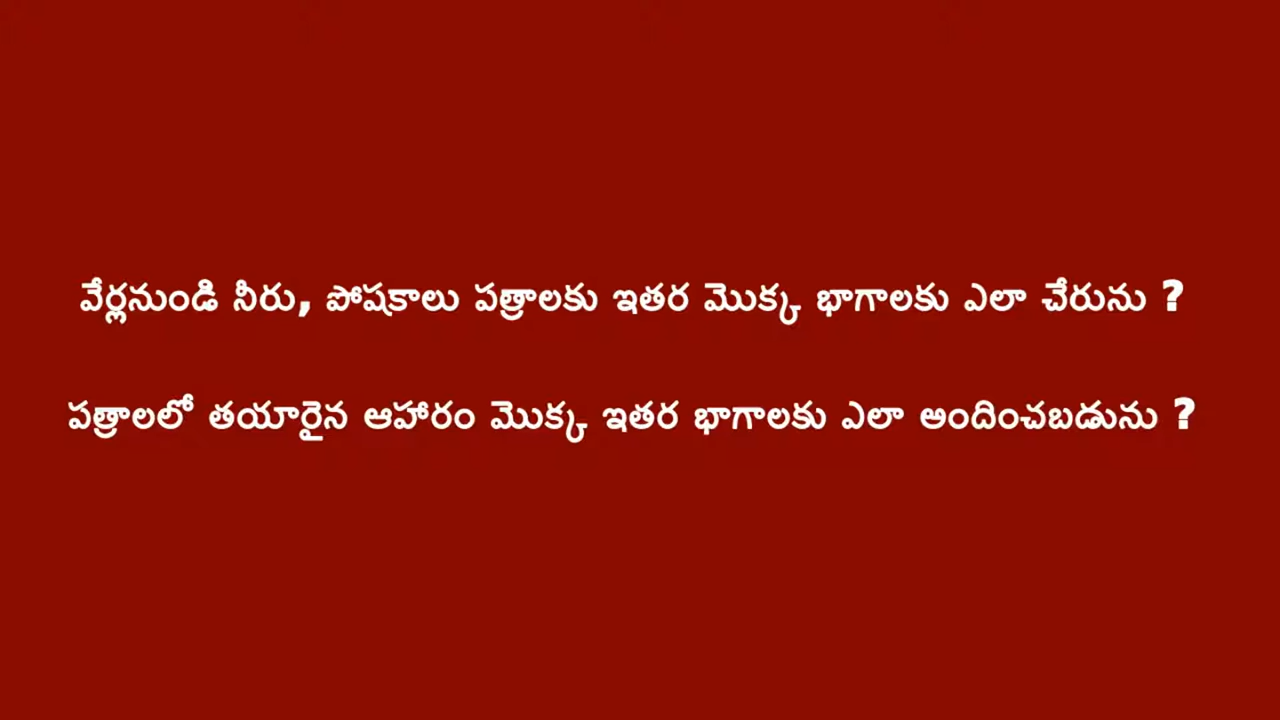 వేర్లనుండి నీరు, పోషకాలు పత్రాలకు ఇతర మొక్క భాగాలకు ఎలా చేరును ?
పత్రాలలో తయారైన ఆహారం మొక్క ఇతర భాగాలకు ఎలా అందించబడును ?